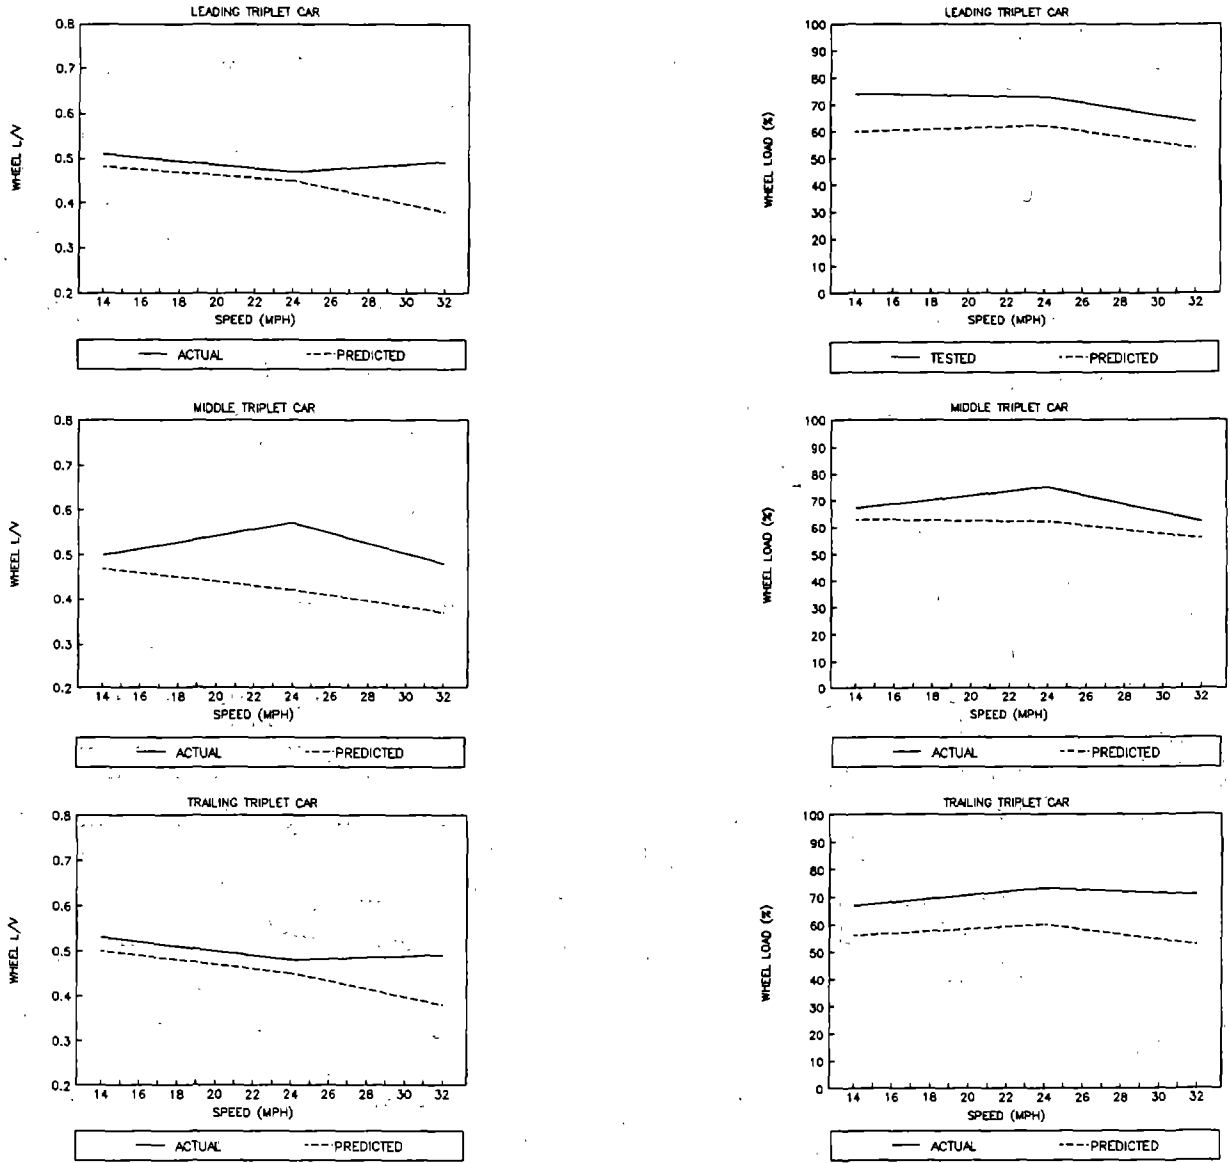 LEADING TRIPLET CAR
0.8
0.7
0.6
0.5
0.4
0.3
0.2
WHEEL L/V
14 16 18 20 22 24 26 28 30 32
SPEED (MPH)
ACTUAL PREDICTED
LEADING TRIPLET CAR
100
90
80
70
60
50
40
30
20
10
0
WHEEL LOAD (%)
14 16 18 20 22 24 26 28 30 32
SPEED (MPH)
TESTED PREDICTED
MIDDLE TRIPLET CAR
0.8
0.7
0.6
0.5
0.4
0.3
0.2
WHEEL L/V
14 16 18 20 22 24 26 28 30 32
SPEED (MPH)
ACTUAL PREDICTED
MIDDLE TRIPLET CAR
100
90
80
70
60
50
40
30
20
10
0
WHEEL LOAD (%)
14 16 18 20 22 24 26 28 30 32
SPEED (MPH)
ACTUAL PREDICTED
TRAILING TRIPLET CAR
0.8
0.7
0.6
0.5
0.4
0.3
0.2
WHEEL L/V
14 16 18 20 22 24 26 28 30 32
SPEED (MPH)
ACTUAL PREDICTED
TRAILING TRIPLET CAR
100
90
80
70
60
50
40
30
20
10
0
WHEEL LOAD (%)
14 16 18 20 22 24 26 28 30 32
SPEED (MPH)
ACTUAL PREDICTED